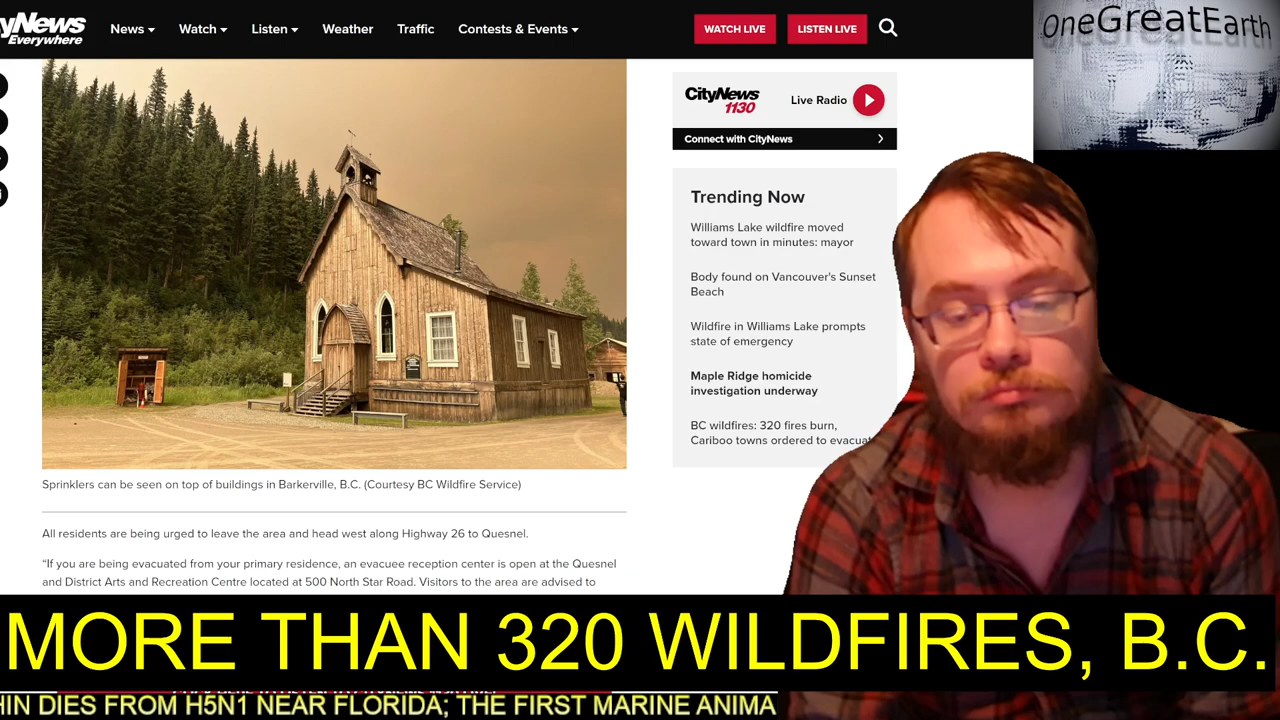 yNews
Everywhere
News
Watch
Listen
Weather
Traffic
Contests & Events
WATCH LIVE
LISTEN LIVE
OneGreatEarth
CityNews
1130
Live Radio
Connect with CityNews
Trending Now
Williams Lake wildfire moved
toward town in minutes: mayor
Body found on Vancouver's Sunset
Beach
Wildfire in Williams Lake prompts
state of emergency
Maple Ridge homicide
investigation underway
BC wildfires: 320 fires burn,
Cariboo towns ordered to evacuat
Sprinklers can be seen on top of buildings in Barkerville, B.C. (Courtesy BC Wildfire Service)
All residents are being urged to leave the area and head west along Highway 26 to Quesnel.
“If you are being evacuated from your primary residence, an evacuee reception center is open at the Quesnel
and District Arts and Recreation Centre located at 500 North Star Road. Visitors to the area are advised to
MORE THAN 320 WILDFIRES, B.C.
HIN DIES FROM H5N1 NEAR FLORIDA; THE FIRST MARINE ANIMA